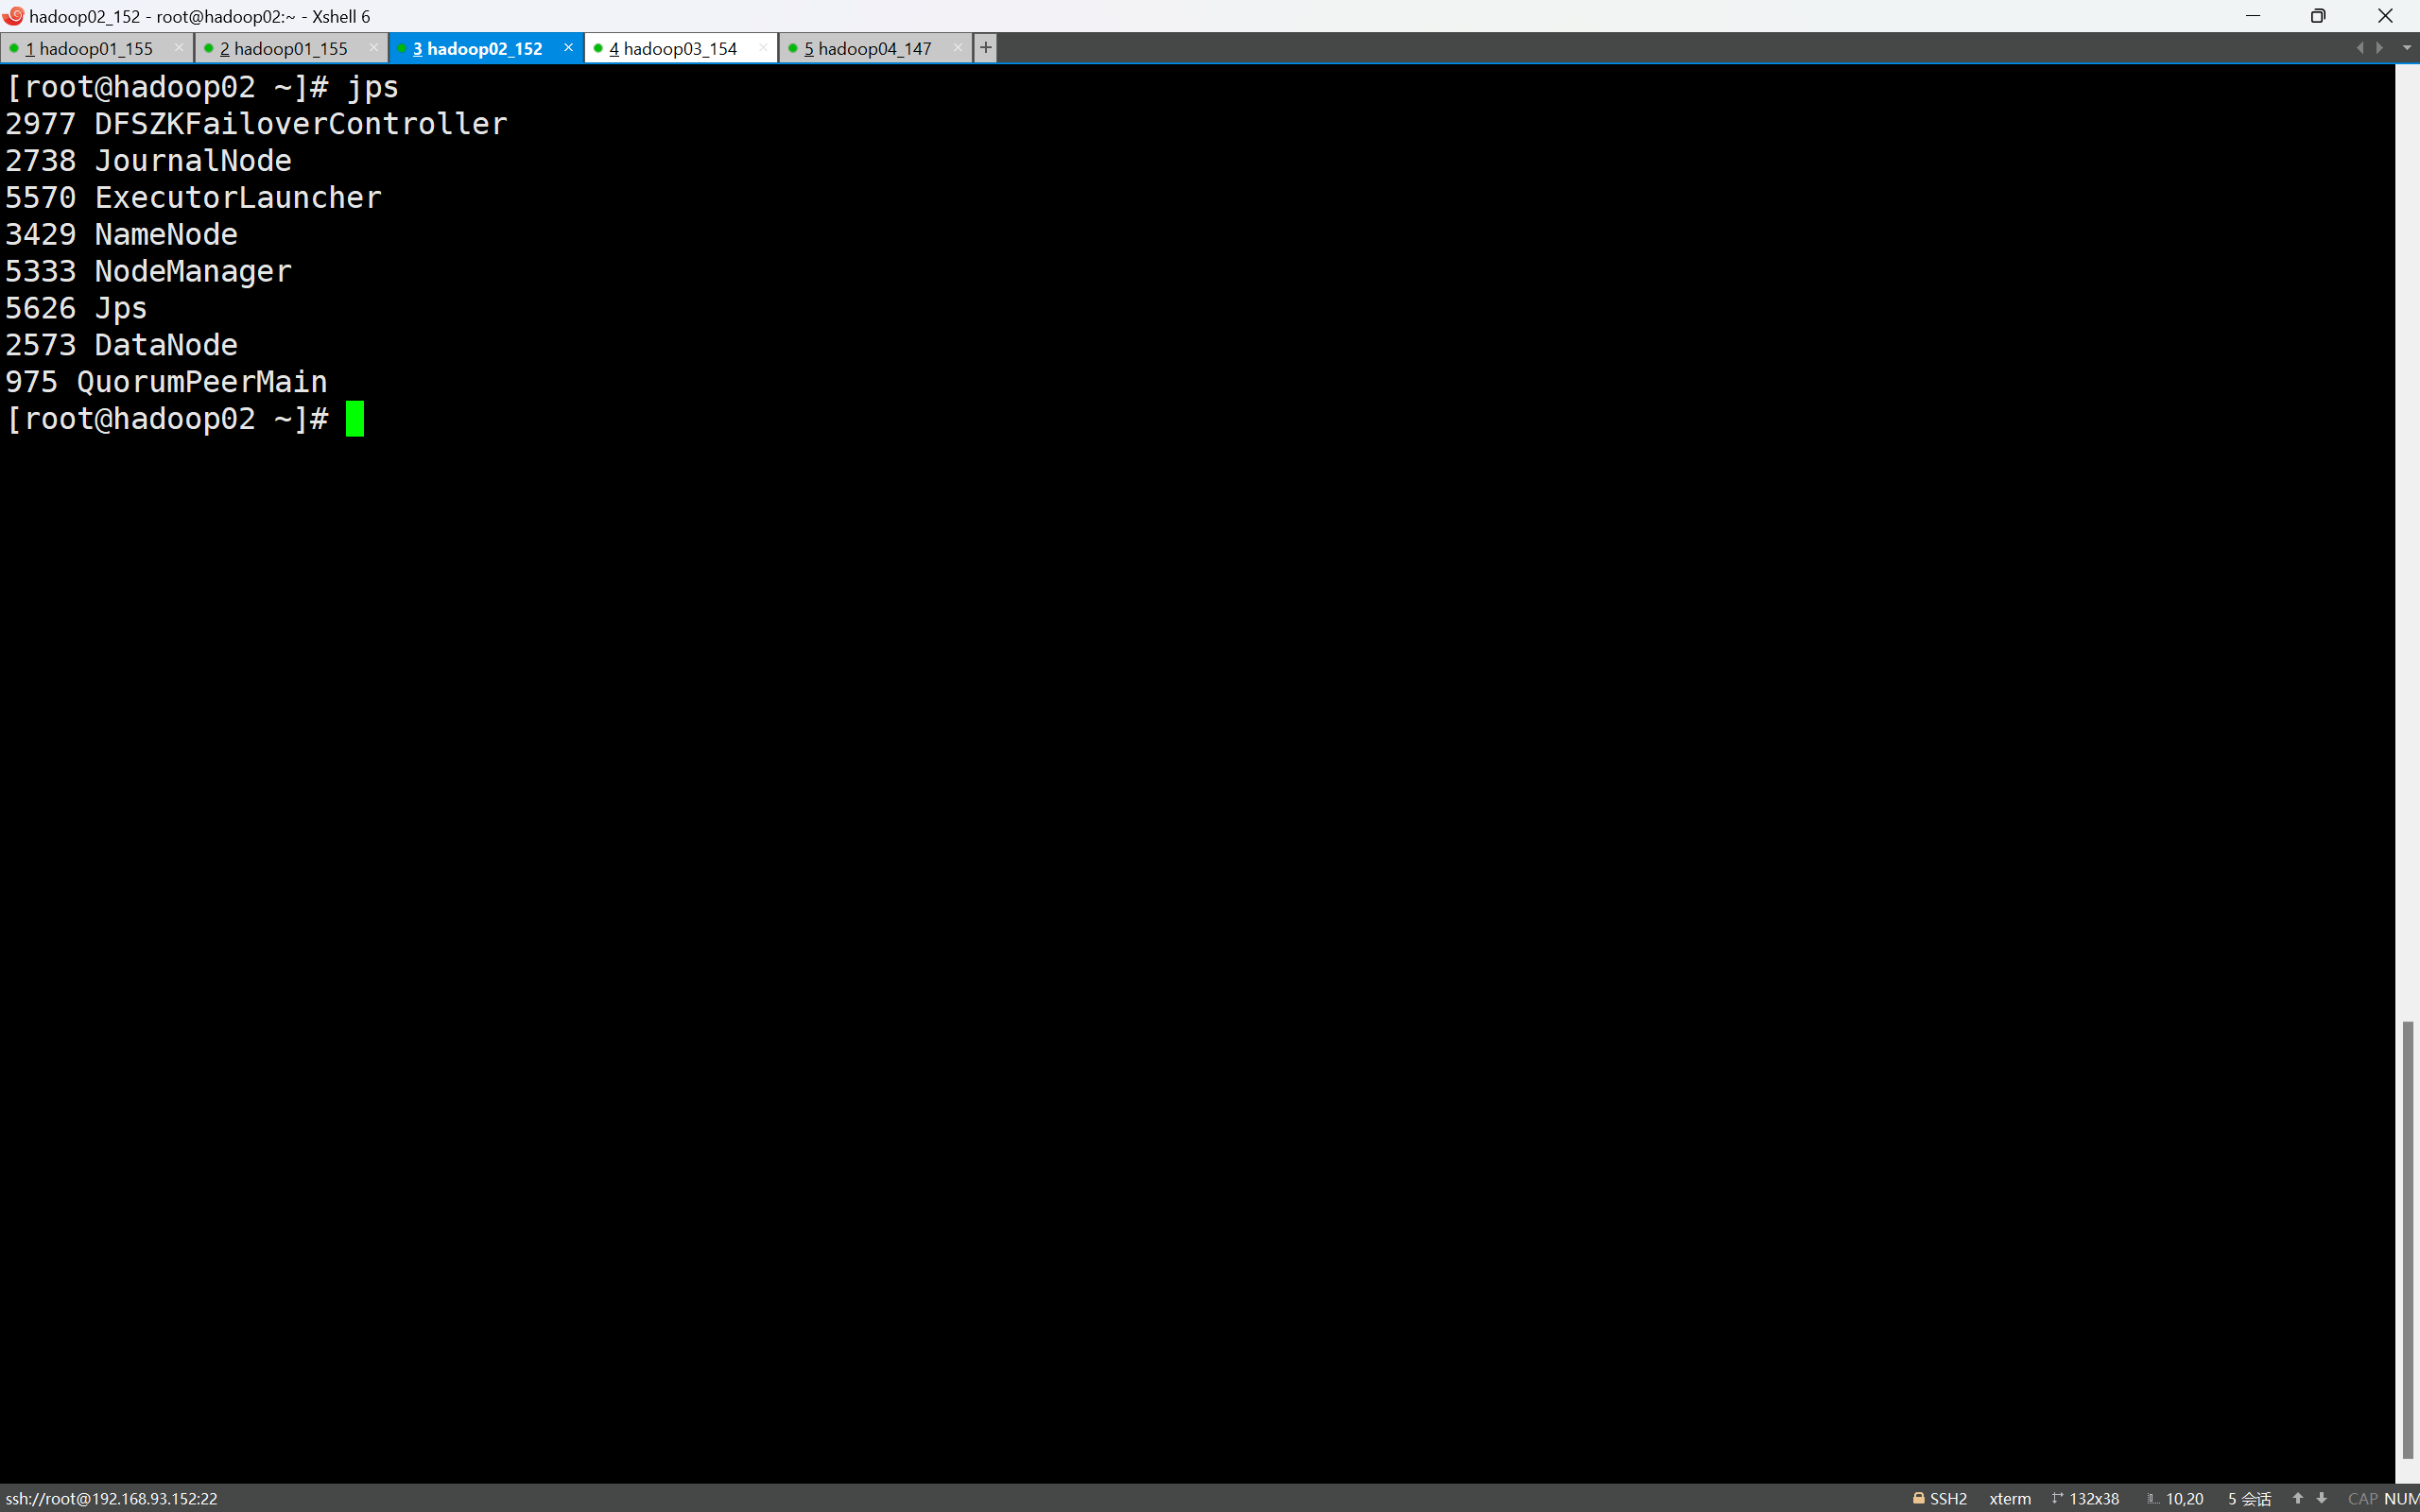 hadoop02_152 - root@hadoop02:~ - Xshell 6
1 hadoop01_155 2 hadoop01_155 3 hadoop02_152 4 hadoop03_154 5 hadoop04_147
[root@hadoop02 ~]# jps
2977 DFSZKFailoverController
2738 JournalNode
5570 ExecutorLauncher
3429 NameNode
5333 NodeManager
5626 Jps
2573 DataNode
975 QuorumPeerMain
[root@hadoop02 ~]#
ssh://root@192.168.93.152:22 SSH2 xterm 132x38 10,20 5 会话 CAP NUM